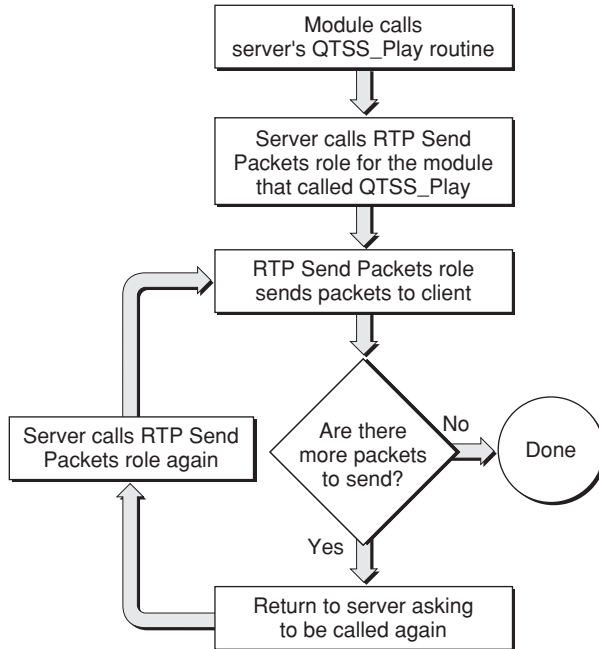 Module calls
server's QTSS_Play routine
Server calls RTP Send
Packets role for the module
that called QTSS_Play
RTP Send Packets role
sends packets to client
Are there
more packets
to send?
No
Done
Yes
Return to server asking
to be called again
Server calls RTP Send
Packets role again